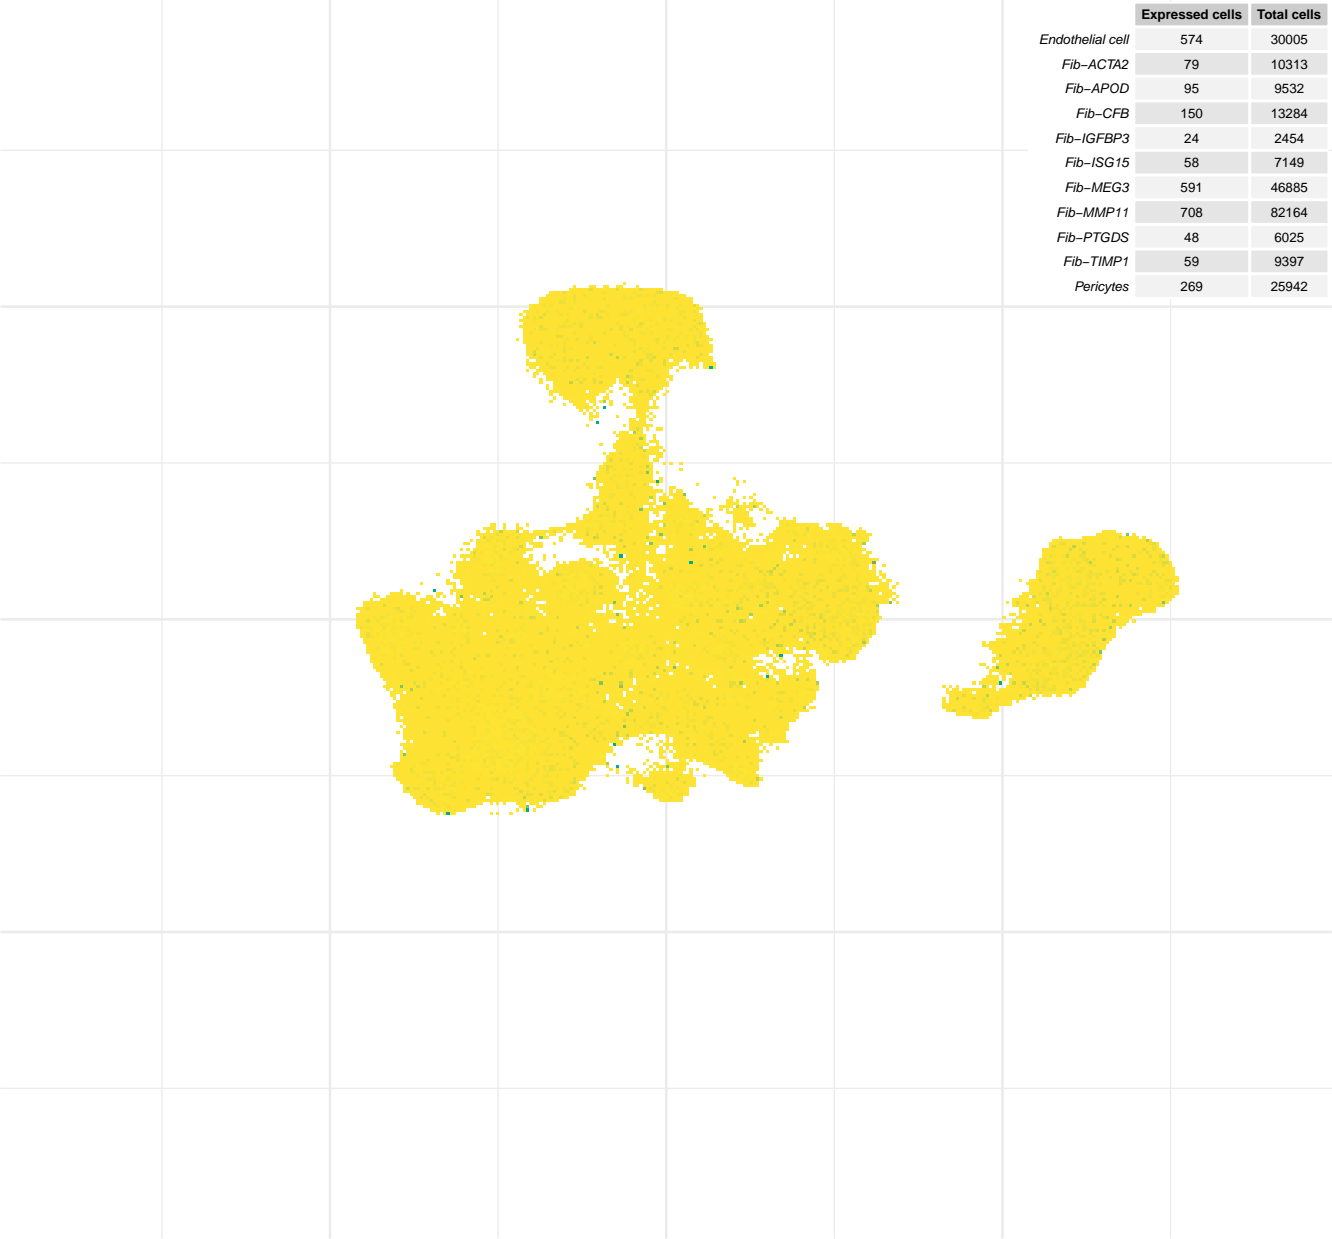 Expressed cells Total cells
Endothelial cell 574 30005
Fib−ACTA2 79 10313
Fib−APOD 95 9532
Fib−CFB 150 13284
Fib−IGFBP3 24 2454
Fib−ISG15 58 7149
Fib−MEG3 591 46885
Fib−MMP11 708 82164
Fib−PTGDS 48 6025
Fib−TIMP1 59 9397
Pericytes 269 25942